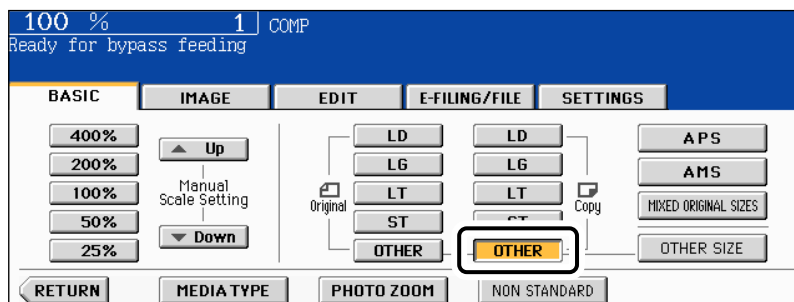 100 % 1 COMP
Ready for bypass feeding
BASIC IMAGE EDIT E-FILING/FILE SETTINGS
400% LD LD APS
Up
200% LG LG AMS
100% Manual Scale Setting Original LT LT Copy MIXED ORIGINAL SIZES
50% ST ST
Down
25% OTHER OTHER OTHER SIZE
RETURN MEDIA TYPE PHOTO ZOOM NON STANDARD